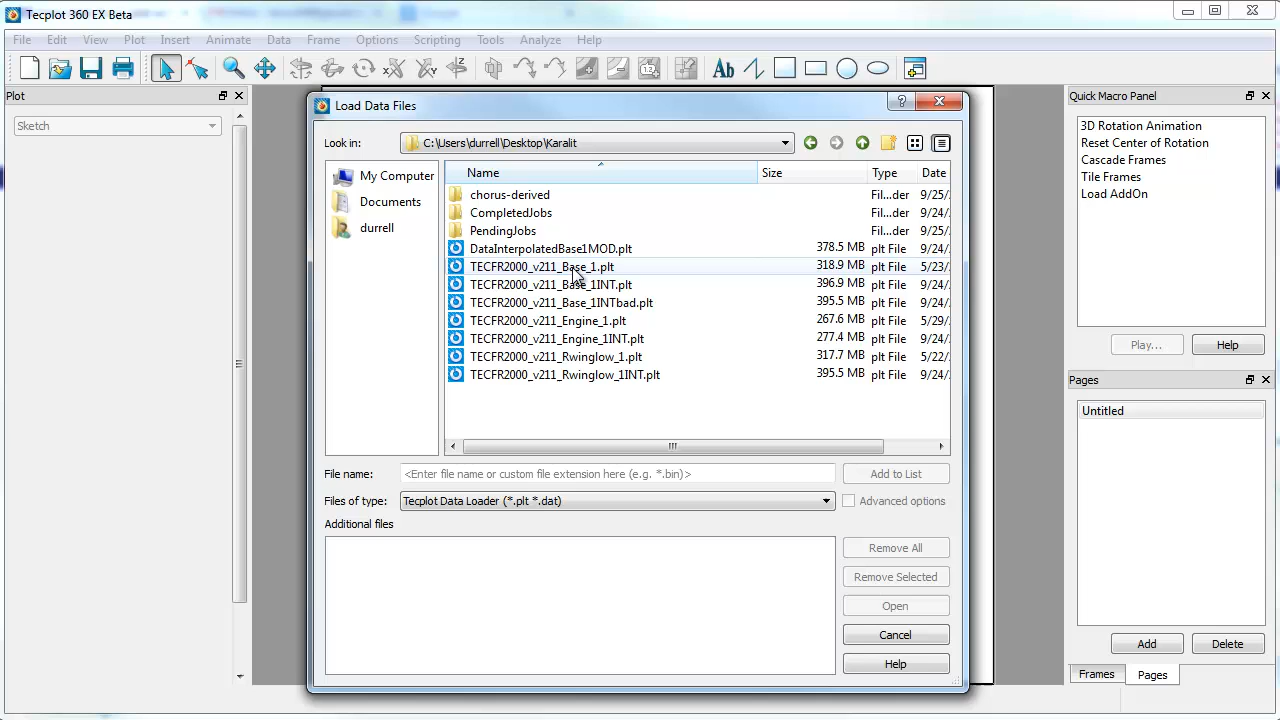 Tecplot 360 EX Beta
File Edit View Plot Insert Animate Data Frame Options Scripting Tools Analyze Help
Plot
Sketch
Load Data Files
Look in: C:\Users\durrell\Desktop\Karalit
My Computer
Documents
durrell
Name Size Type Date
chorus-derived Fil...der 9/25/
CompletedJobs Fil...der 9/24/
PendingJobs Fil...der 9/25/
DataInterpolatedBase1MOD.plt 378.5 MB plt File 9/24/
TECFR2000_v211_Base_1.plt 318.9 MB plt File 5/23/
TECFR2000_v211_Base_1INT.plt 396.9 MB plt File 9/24/
TECFR2000_v211_Base_1INTbad.plt 395.5 MB plt File 9/24/
TECFR2000_v211_Engine_1.plt 267.6 MB plt File 5/29/
TECFR2000_v211_Engine_1INT.plt 277.4 MB plt File 9/24/
TECFR2000_v211_Rwinglow_1.plt 317.7 MB plt File 5/22/
TECFR2000_v211_Rwinglow_1INT.plt 395.5 MB plt File 9/24/
File name: <Enter file name or custom file extension here (e.g. *.bin)> Add to List
Files of type: Tecplot Data Loader (*.plt *.dat) Advanced options
Additional files
Remove All
Remove Selected
Open
Cancel
Help
Quick Macro Panel
3D Rotation Animation
Reset Center of Rotation
Cascade Frames
Tile Frames
Load AddOn
Play... Help
Pages
Untitled
Add Delete
Frames Pages